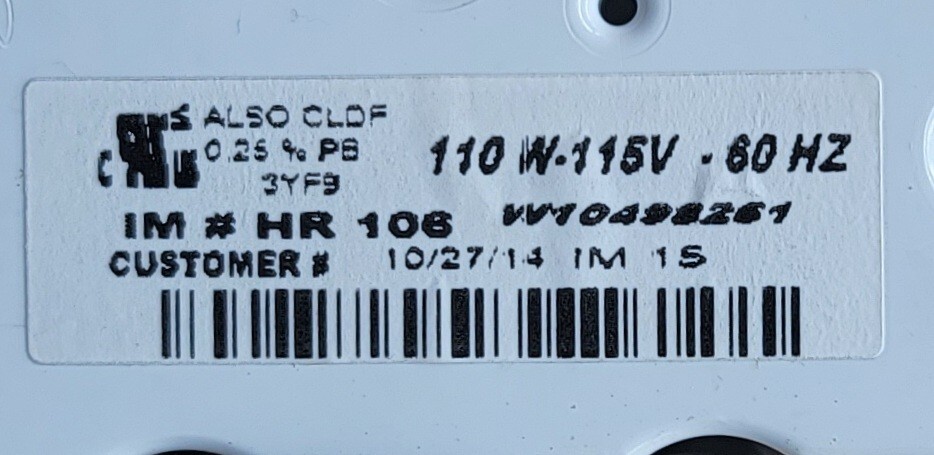 ALSO CLDF
0.25 % PB
3YF9
110 W-115V - 60 HZ
IM # HR 106 W10498261
CUSTOMER # 10/27/14 IM 1S